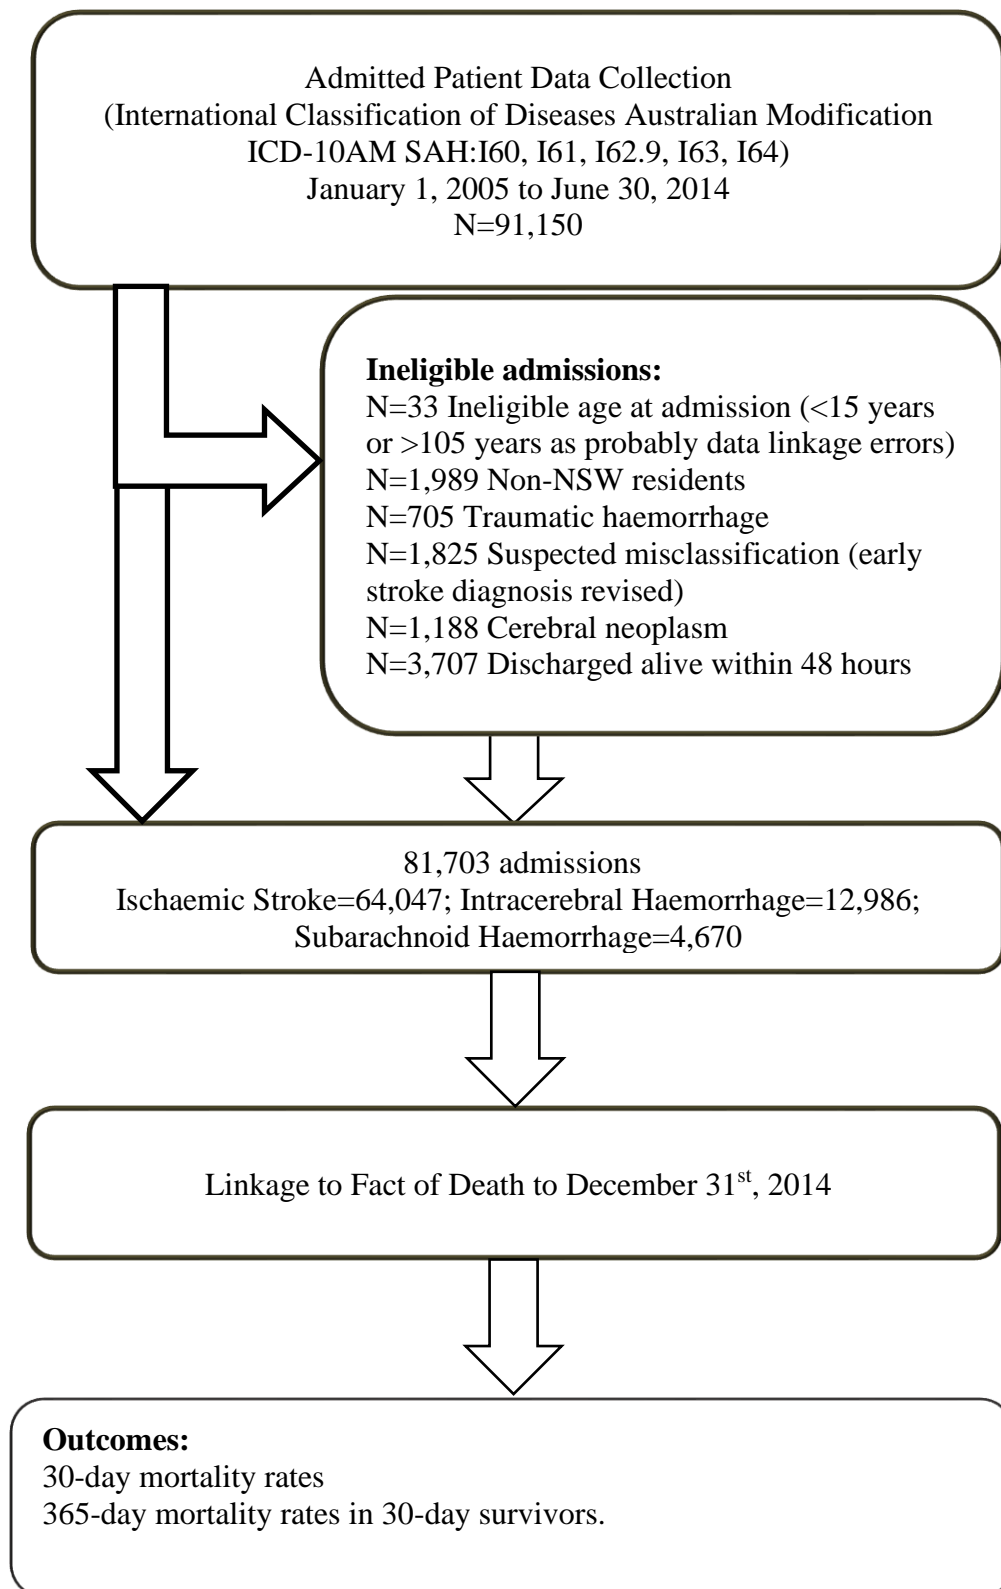 Admitted Patient Data Collection
(International Classification of Diseases Australian Modification
ICD-10AM SAH:I60, I61, I62.9, I63, I64)
January 1, 2005 to June 30, 2014
N=91,150
Ineligible admissions:
N=33 Ineligible age at admission (<15 years
or >105 years as probably data linkage errors)
N=1,989 Non-NSW residents
N=705 Traumatic haemorrhage
N=1,825 Suspected misclassification (early
stroke diagnosis revised)
N=1,188 Cerebral neoplasm
N=3,707 Discharged alive within 48 hours
81,703 admissions
Ischaemic Stroke=64,047; Intracerebral Haemorrhage=12,986;
Subarachnoid Haemorrhage=4,670
Linkage to Fact of Death to December 31st, 2014
Outcomes:
30-day mortality rates
365-day mortality rates in 30-day survivors.